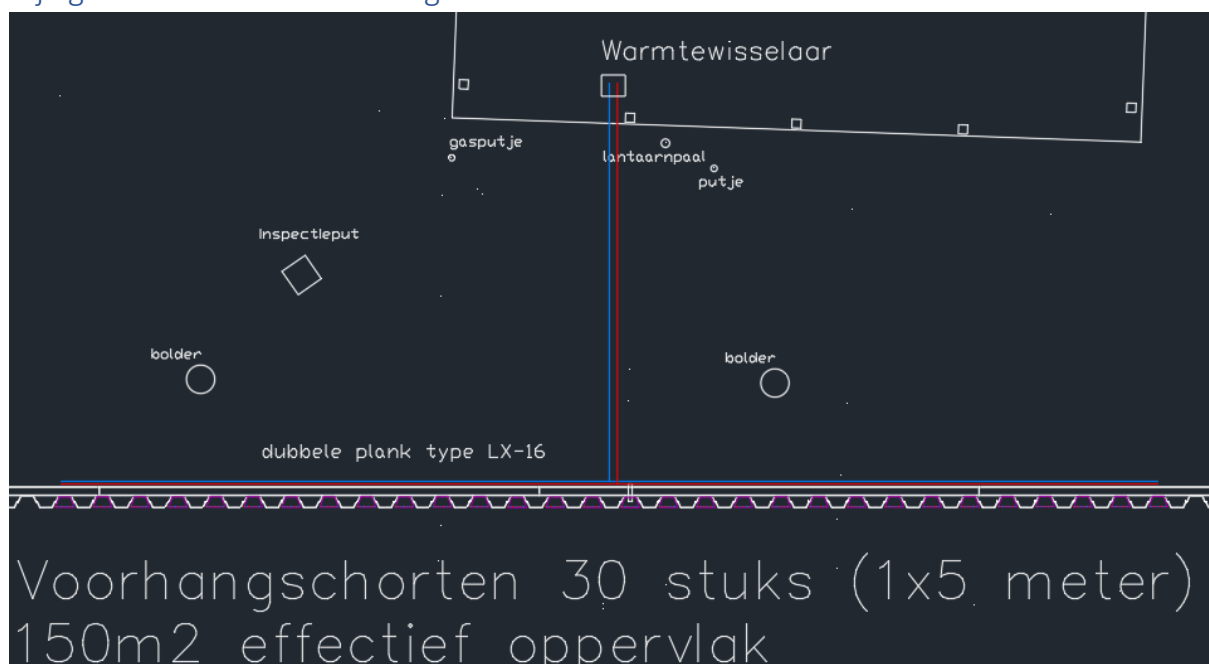 Warmtewisselaar
gasputje
lantaarnpaal
putje
Inspectieput
bolder
bolder
dubbele plank type LX-16
Voorhangschorten 30 stuks (1x5 meter)
150m2 effectief oppervlak